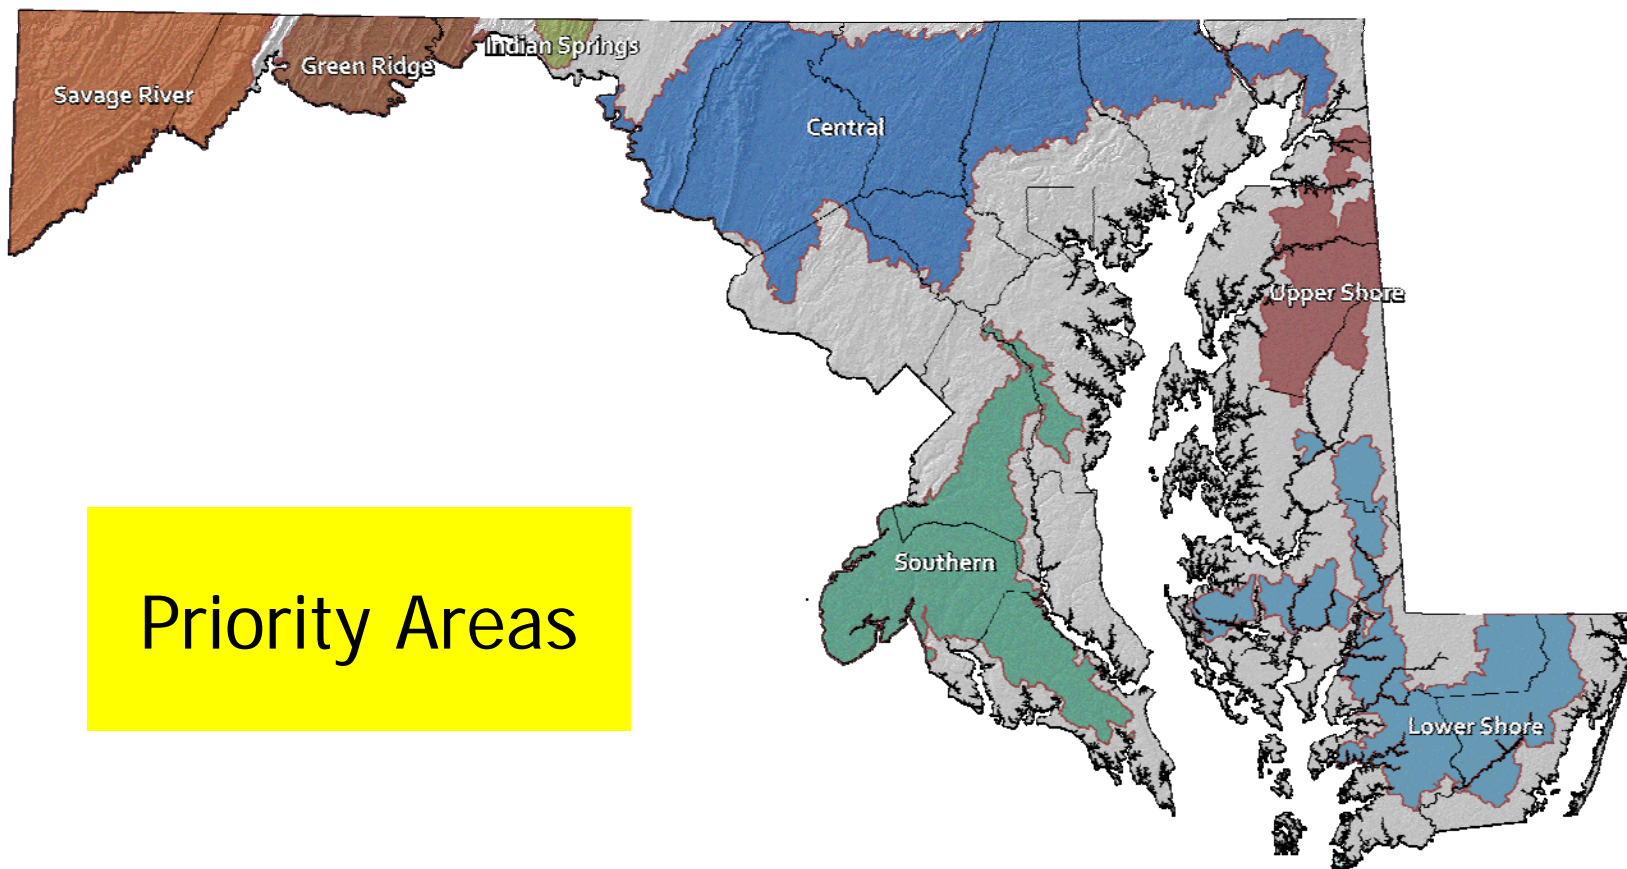 Indian Springs
Green Ridge
Savage River
Central
Upper Shore
Southern
Priority Areas
Lower Shore